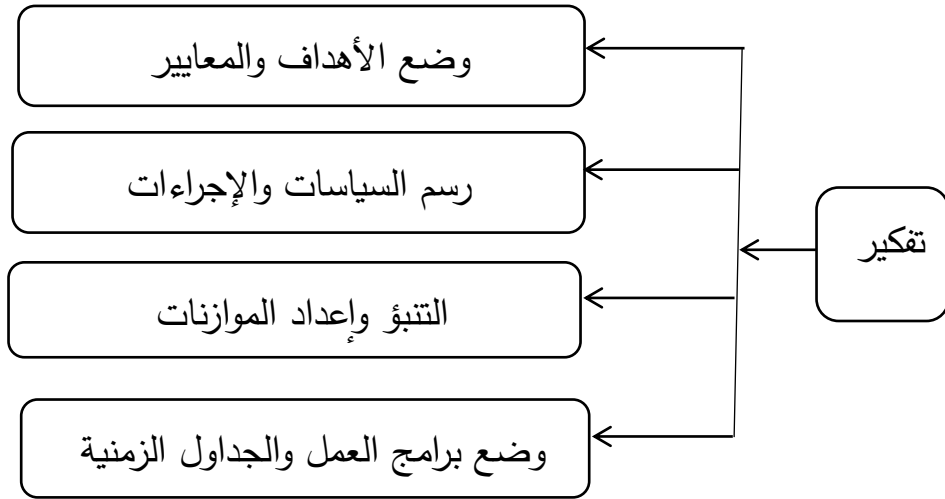 تفكير
وضع الأهداف والمعايير
رسم السياسات والإجراءات
التنبؤ وإعداد الموازنات
وضع برامج العمل والجداول الزمنية